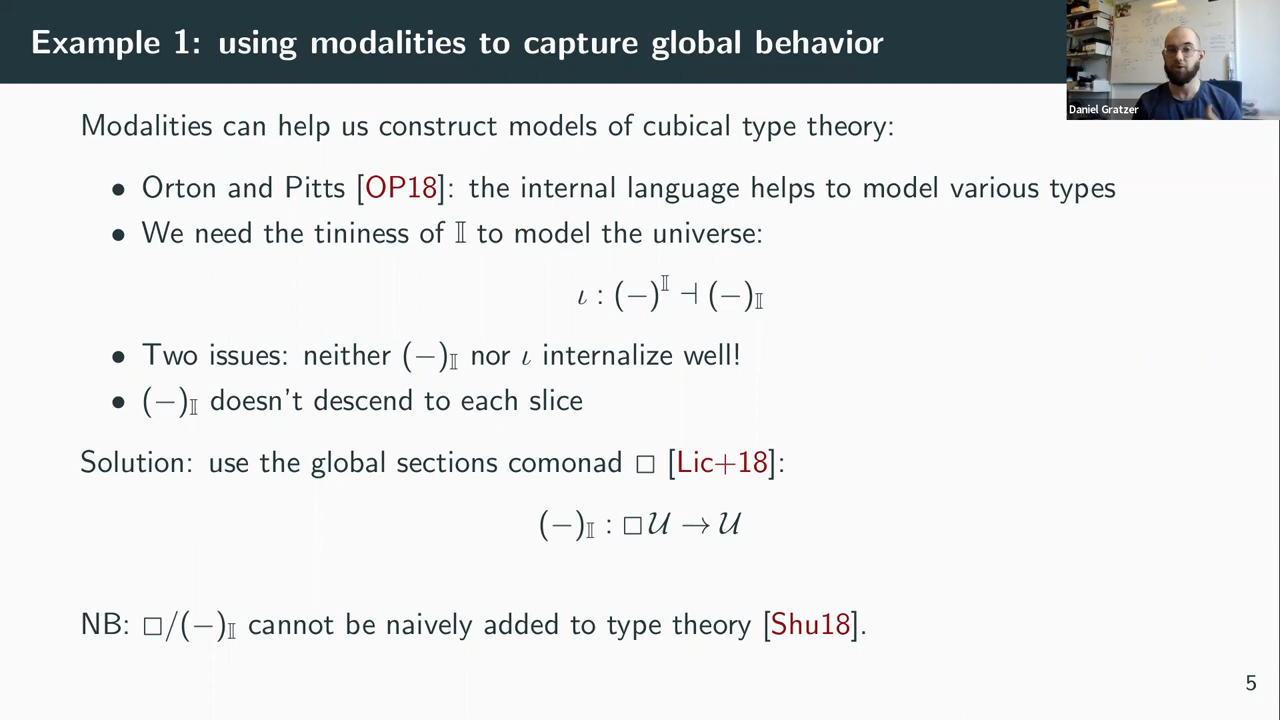 Example 1: using modalities to capture global behavior
Daniel Gratzer
Modalities can help us construct models of cubical type theory:
• Orton and Pitts [OP18]: the internal language helps to model various types
• We need the tininess of 𝕀 to model the universe:
ι : (−)^𝕀 ⊣ (−)_𝕀
• Two issues: neither (−)_𝕀 nor ι internalize well!
• (−)_𝕀 doesn't descend to each slice
Solution: use the global sections comonad □ [Lic+18]:
(−)_𝕀 : □𝒰 → 𝒰
NB: □/(−)_𝕀 cannot be naively added to type theory [Shu18].
5